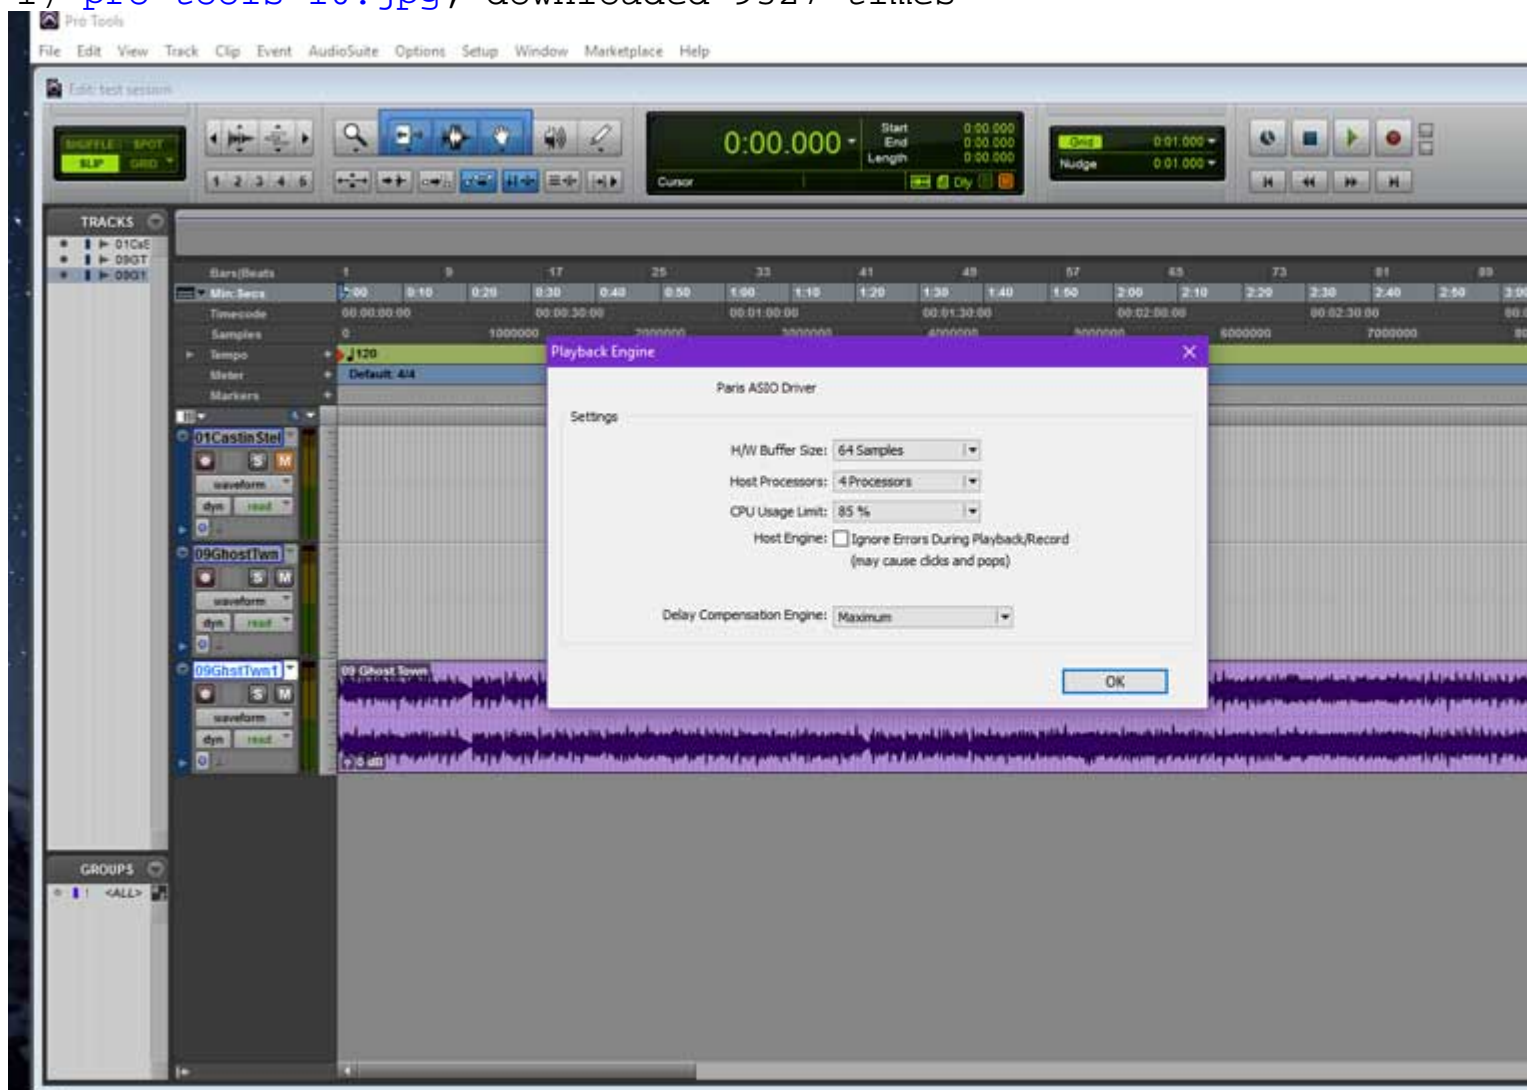 Pro Tools
File Edit View Track Clip Event AudioSuite Options Setup Window Marketplace Help
Edit: test session
SHUFFLE SPOT
SLIP GRID
1 2 3 4 5
0:00.000
Start 0:00.000
End 0:00.000
Length 0:00.000
Cursor
Dly
Grid 0:01.000
Nudge 0:01.000
TRACKS
01CsS
09GT
09G1
Bars|Beats 1 9 17 25 33 41 49 57 65 73 81 89
Min:Secs 0:00 0:10 0:20 0:30 0:40 0:50 1:00 1:10 1:20 1:30 1:40 1:50 2:00 2:10 2:20 2:30 2:40 2:50
Timecode 00:00:00:00 00:00:30:00 00:01:00:00 00:01:30:00 00:02:00:00 00:02:30:00
Samples 0 1000000 2000000 3000000 4000000 5000000 6000000 7000000
Tempo 120
Meter Default: 4/4
Markers
Playback Engine
Paris ASIO Driver
Settings
H/W Buffer Size: 64 Samples
Host Processors: 4 Processors
CPU Usage Limit: 85 %
Host Engine: Ignore Errors During Playback/Record
(may cause clicks and pops)
Delay Compensation Engine: Maximum
OK
01CastinStel
S M
waveform
dyn read
09GhostTwn
S M
waveform
dyn read
09GhstTwn1
S M
waveform
dyn read
09 Ghost Town
0 dB
GROUPS
! <ALL>